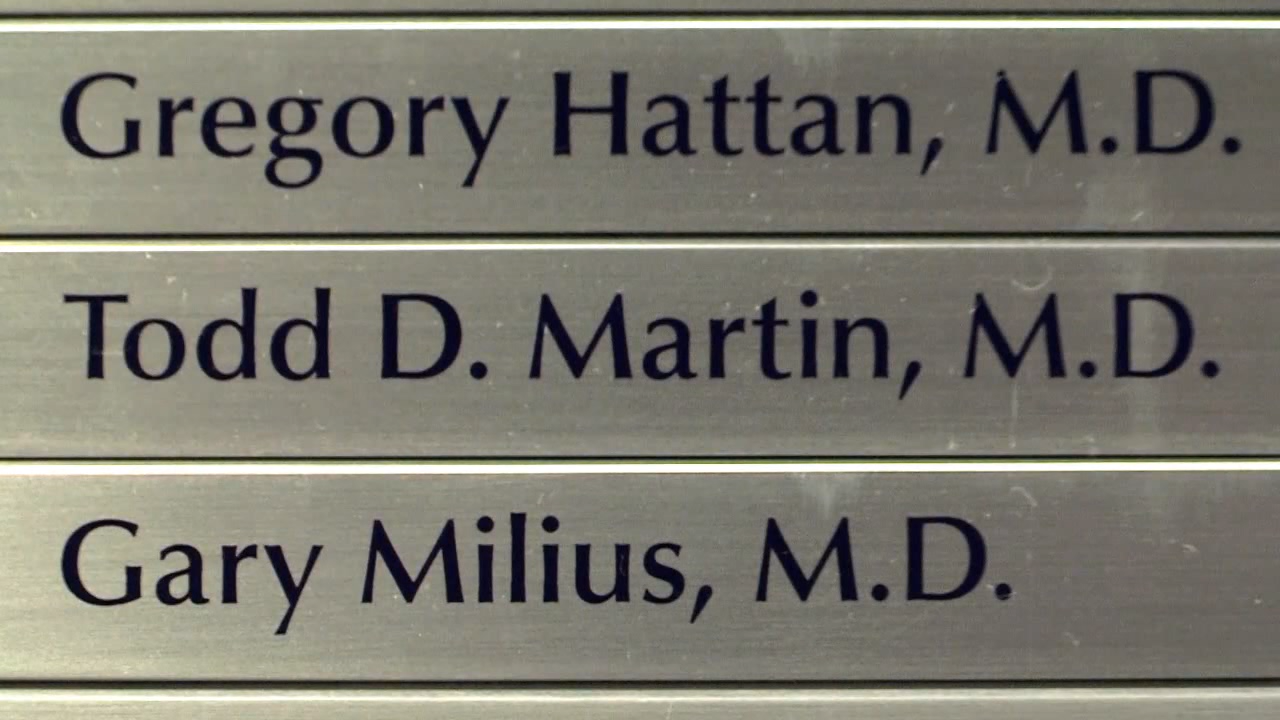 Gregory Hattan, M.D.
Todd D. Martin, M.D.
Gary Milius, M.D.